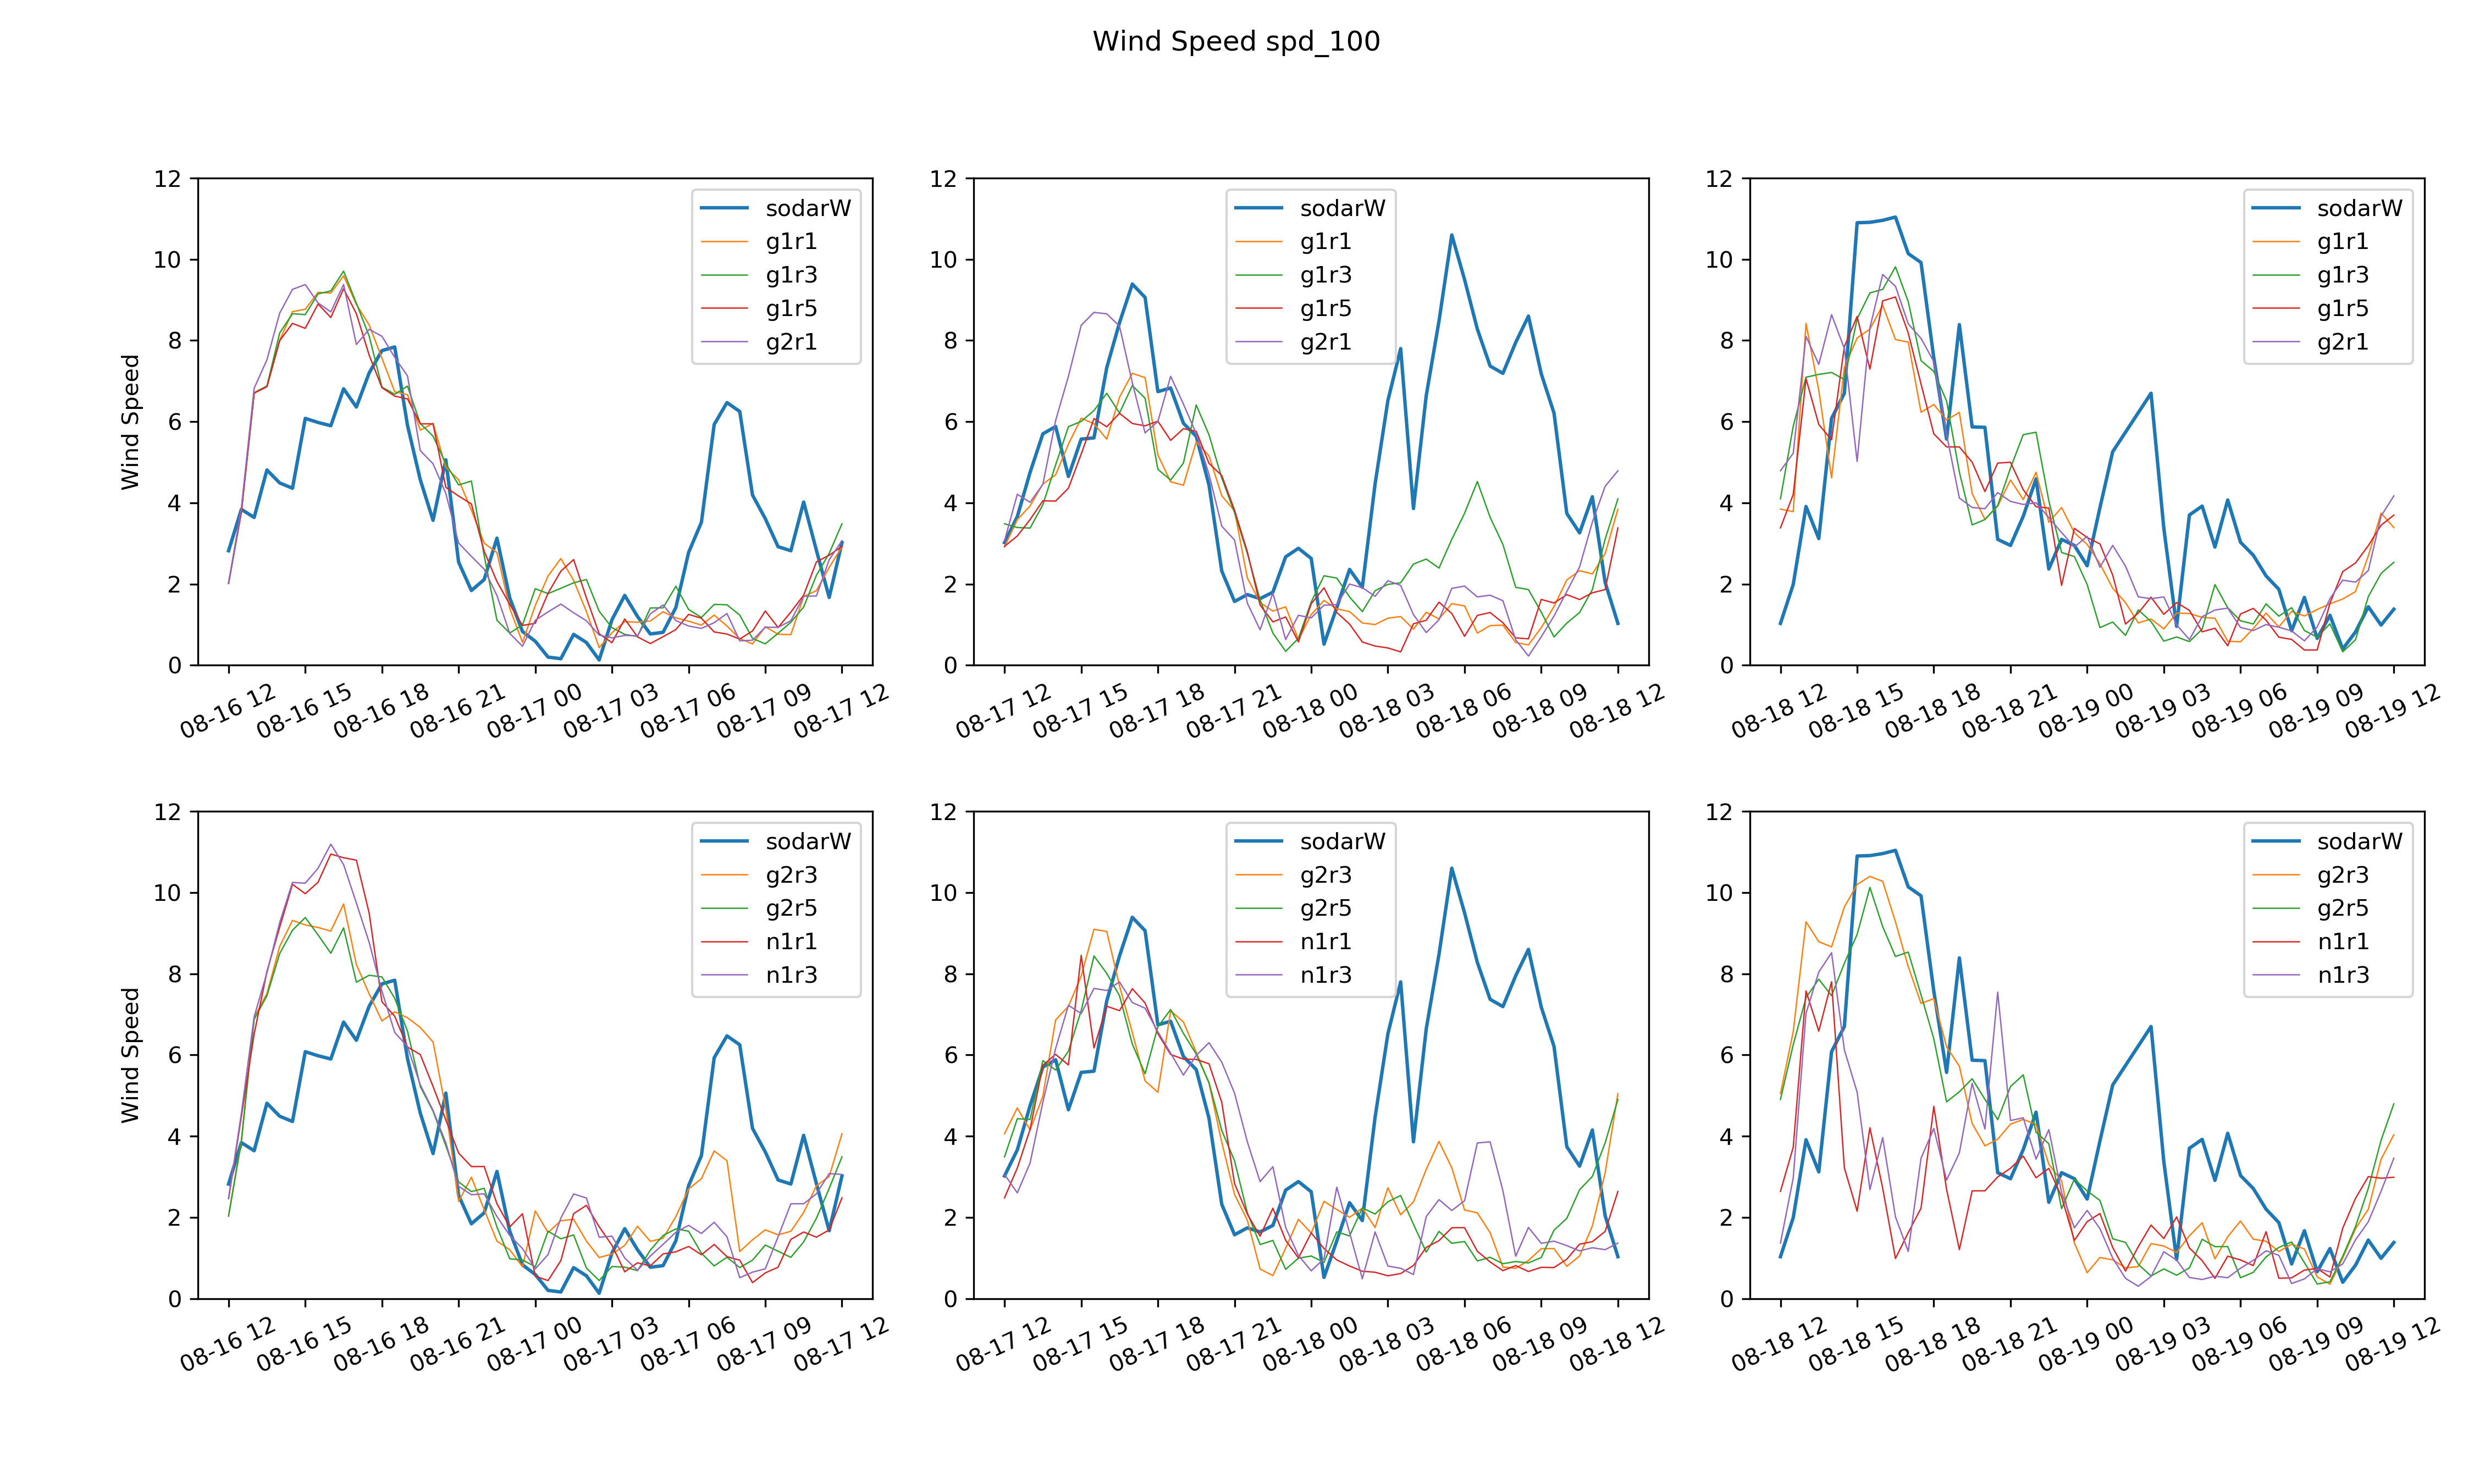 Wind Speed spd_100
Wind Speed
12
10
8
6
4
2
0
sodarW
g1r1
g1r3
g1r5
g2r1
08-16 12
08-16 15
08-16 18
08-16 21
08-17 00
08-17 03
08-17 06
08-17 09
08-17 12
12
10
8
6
4
2
0
sodarW
g1r1
g1r3
g1r5
g2r1
08-17 12
08-17 15
08-17 18
08-17 21
08-18 00
08-18 03
08-18 06
08-18 09
08-18 12
12
10
8
6
4
2
0
sodarW
g1r1
g1r3
g1r5
g2r1
08-18 12
08-18 15
08-18 18
08-18 21
08-19 00
08-19 03
08-19 06
08-19 09
08-19 12
Wind Speed
12
10
8
6
4
2
0
sodarW
g2r3
g2r5
n1r1
n1r3
08-16 12
08-16 15
08-16 18
08-16 21
08-17 00
08-17 03
08-17 06
08-17 09
08-17 12
12
10
8
6
4
2
0
sodarW
g2r3
g2r5
n1r1
n1r3
08-17 12
08-17 15
08-17 18
08-17 21
08-18 00
08-18 03
08-18 06
08-18 09
08-18 12
12
10
8
6
4
2
0
sodarW
g2r3
g2r5
n1r1
n1r3
08-18 12
08-18 15
08-18 18
08-18 21
08-19 00
08-19 03
08-19 06
08-19 09
08-19 12